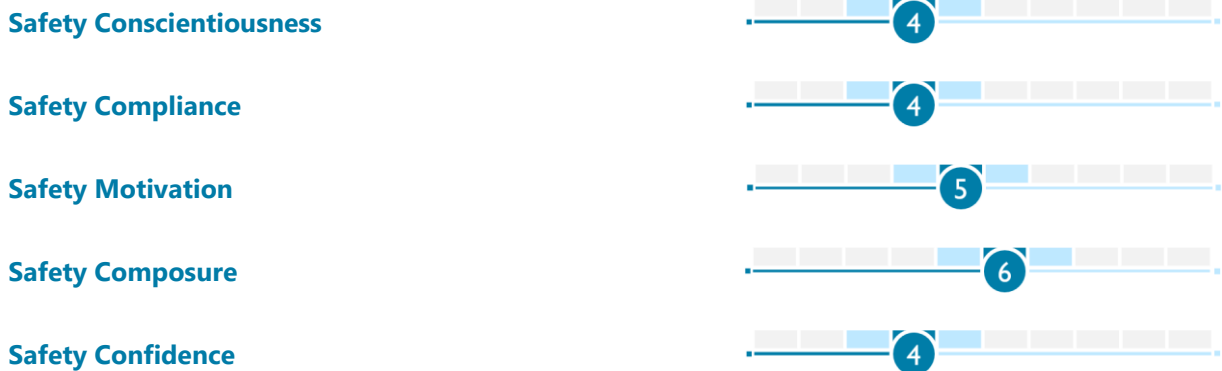 Safety Conscientiousness 4
Safety Compliance 4
Safety Motivation 5
Safety Composure 6
Safety Confidence 4